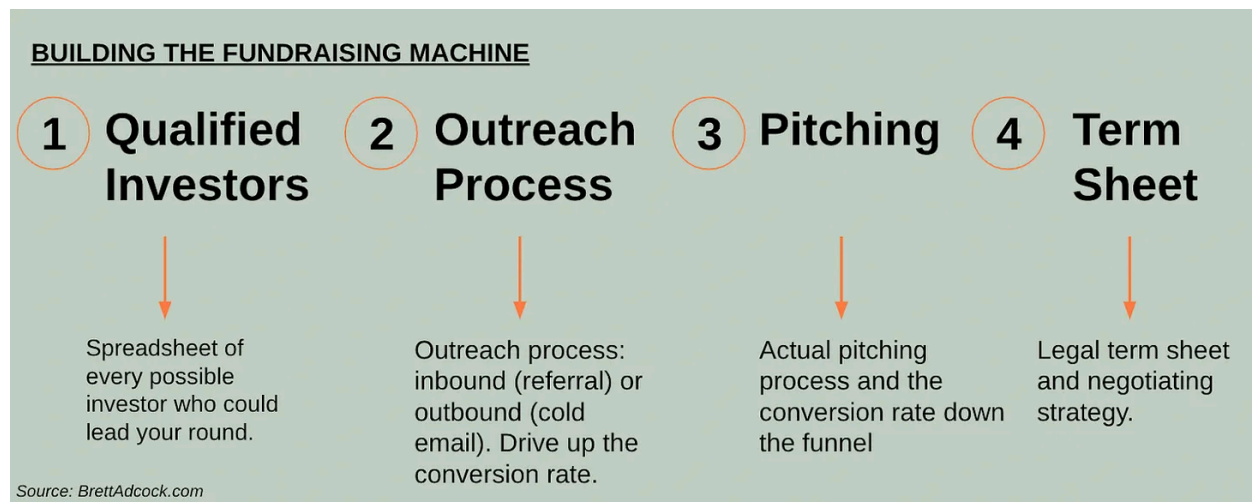 BUILDING THE FUNDRAISING MACHINE
1
Qualified
Investors
Spreadsheet of
every possible
investor who could
lead your round.
2
Outreach
Process
Outreach process:
inbound (referral) or
outbound (cold
email). Drive up the
conversion rate.
3
Pitching
Actual pitching
process and the
conversion rate down
the funnel
4
Term
Sheet
Legal term sheet
and negotiating
strategy.
Source: BrettAdcock.com